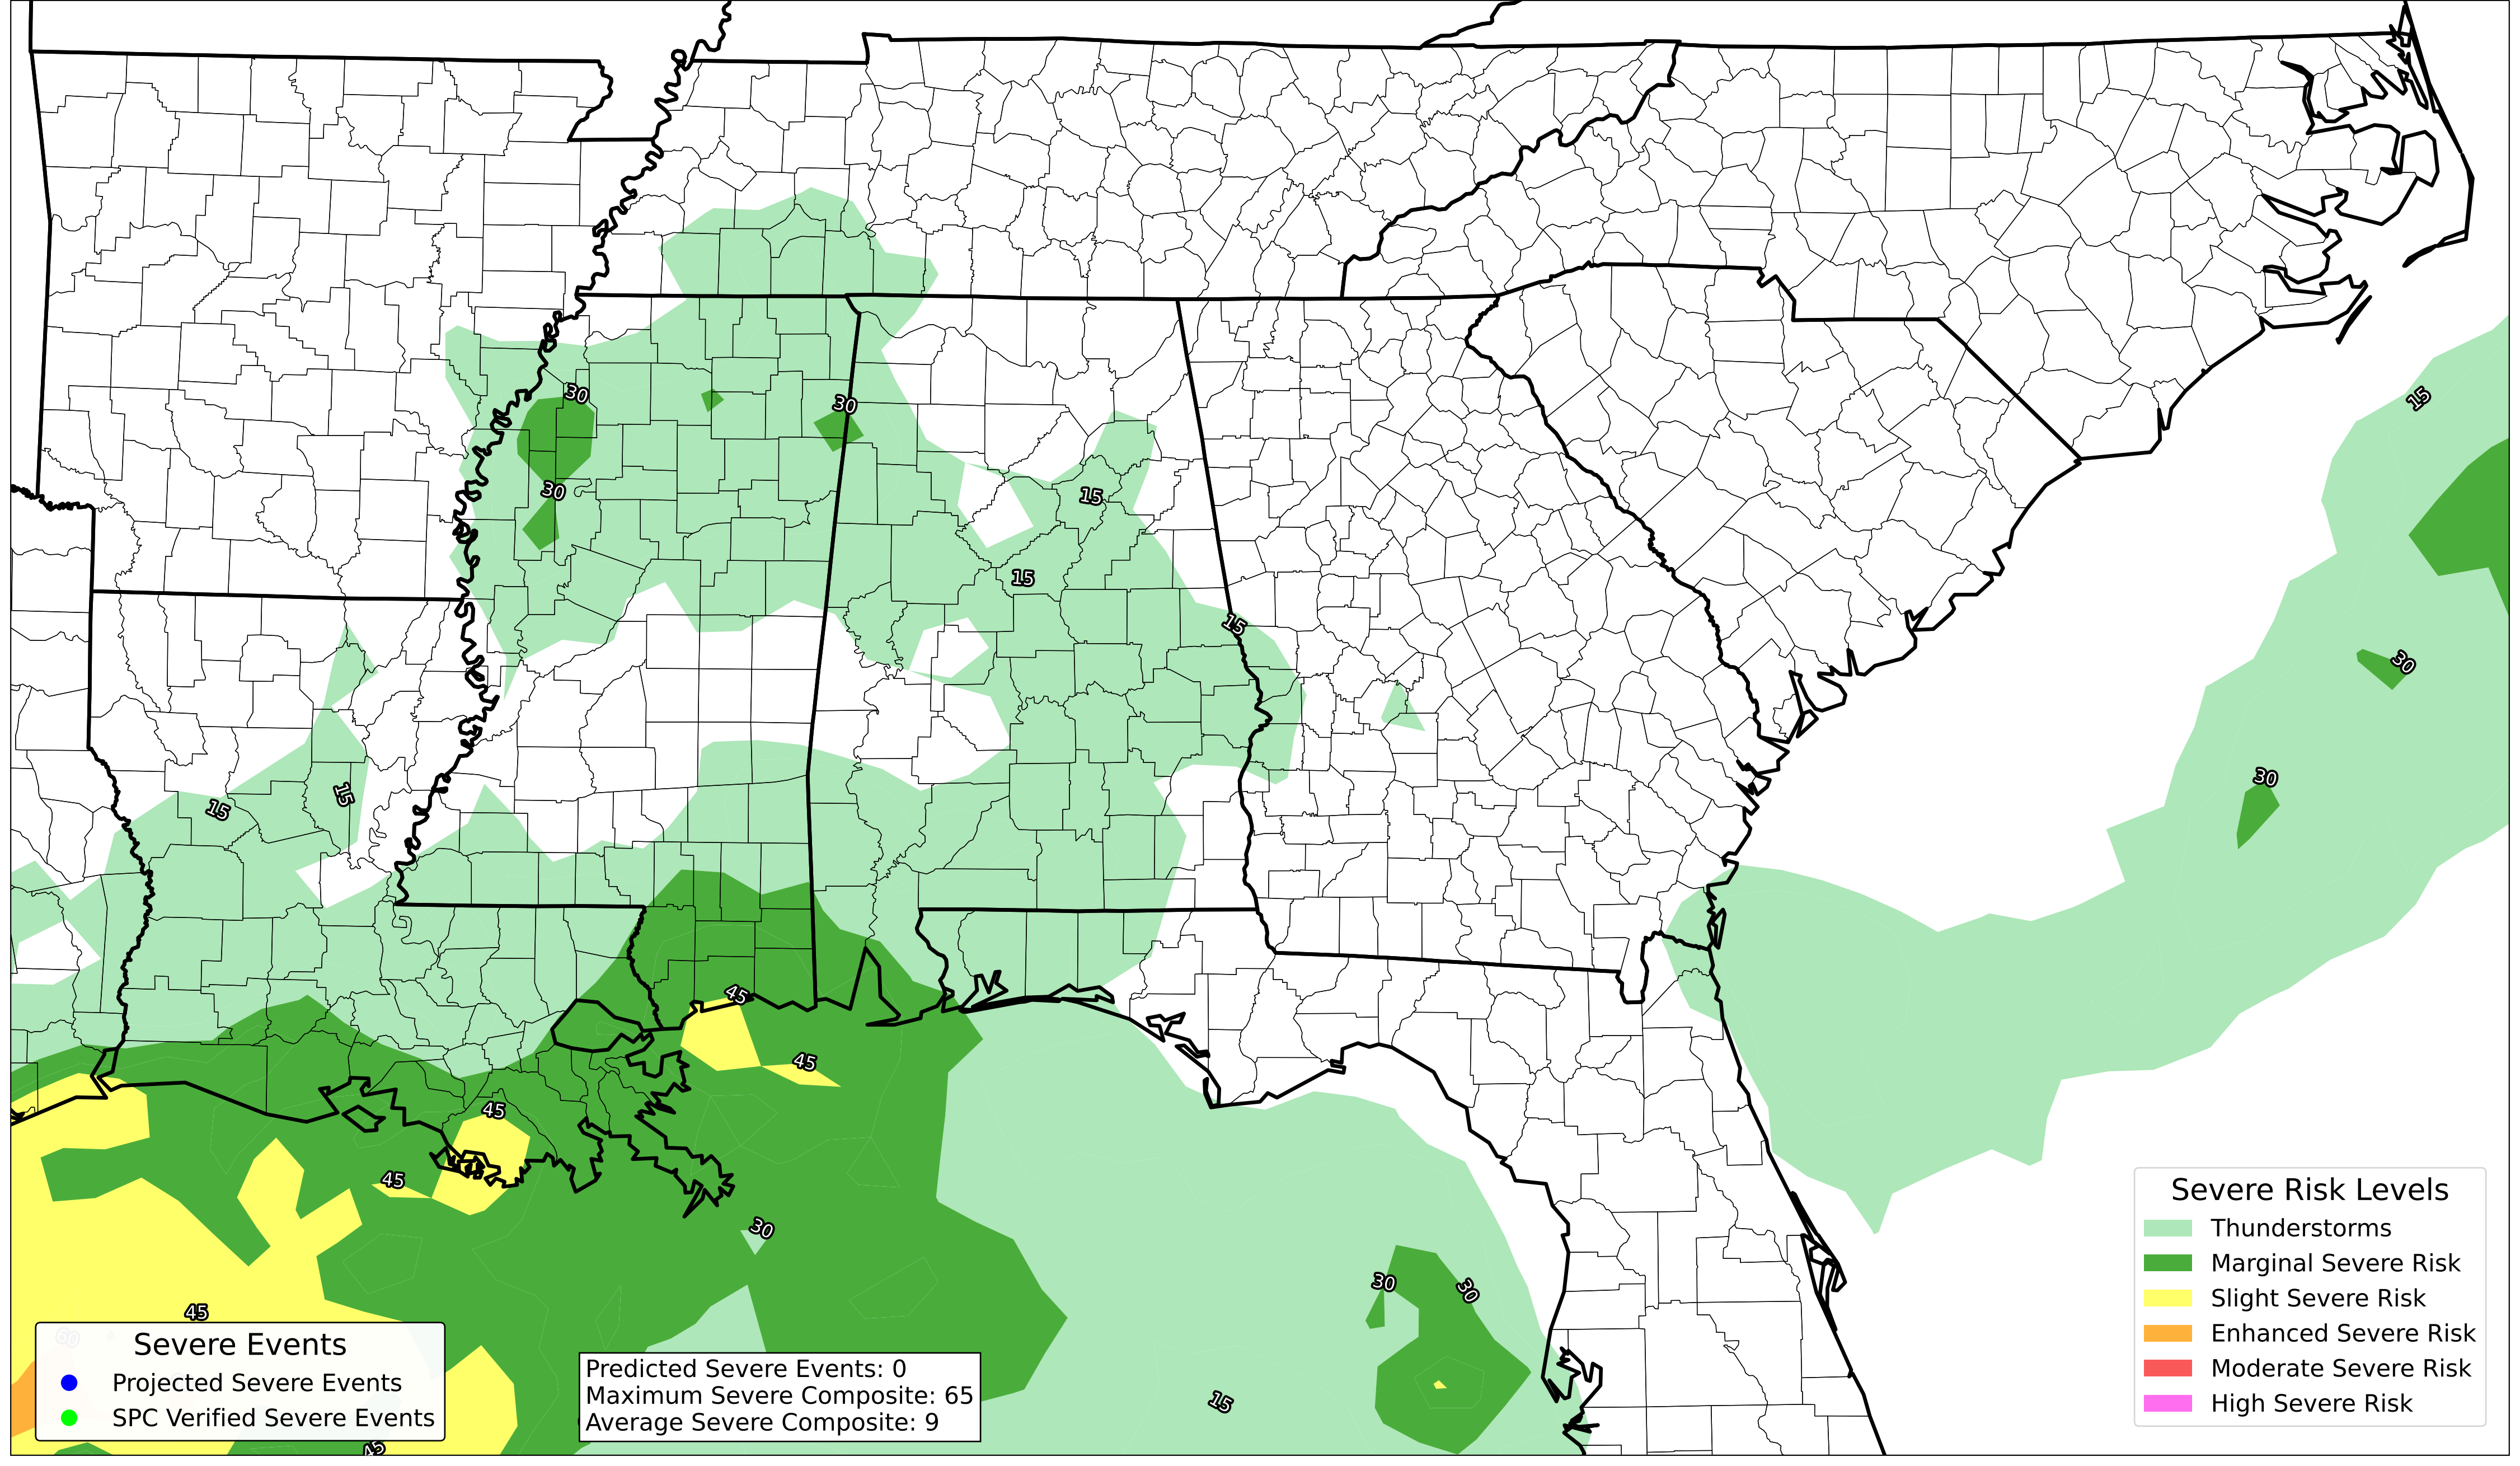 30
30
15
30
15
15
15
30
30
15
15
45
45
45
45
30
30
30
45
60
15
45
Severe Events
Projected Severe Events
SPC Verified Severe Events
Predicted Severe Events: 0
Maximum Severe Composite: 65
Average Severe Composite: 9
Severe Risk Levels
Thunderstorms
Marginal Severe Risk
Slight Severe Risk
Enhanced Severe Risk
Moderate Severe Risk
High Severe Risk